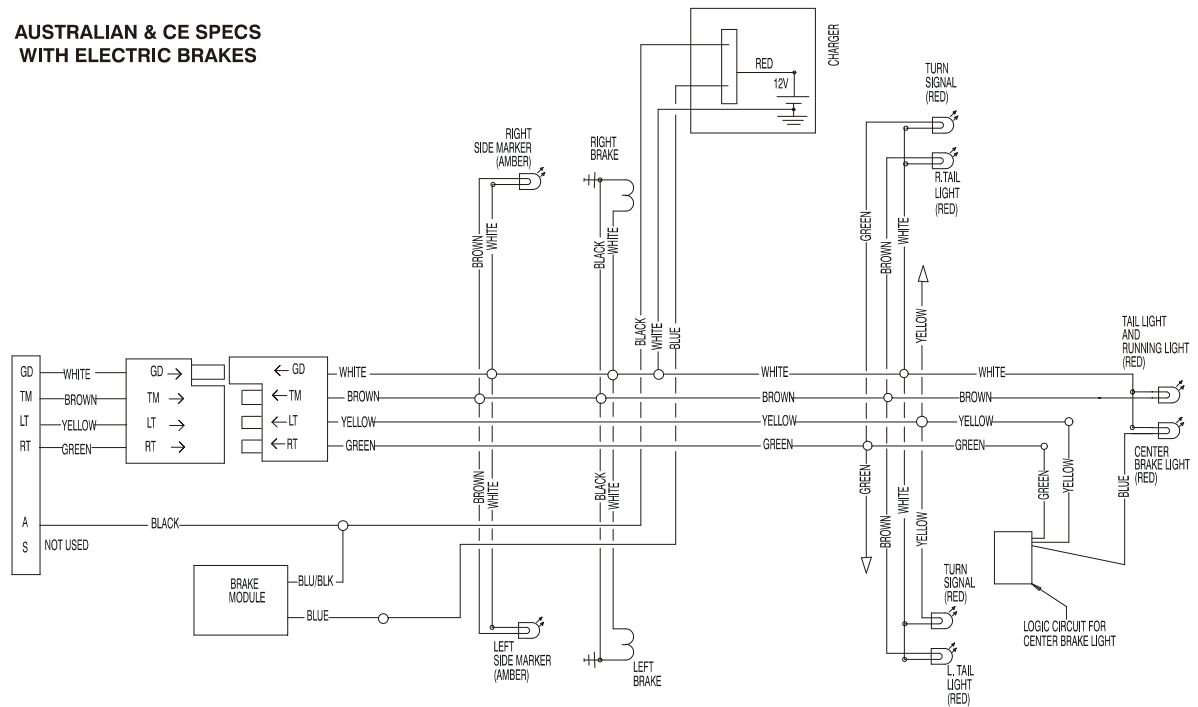 AUSTRALIAN & CE SPECS
WITH ELECTRIC BRAKES
CHARGER
RED
12V
TURN
SIGNAL
(RED)
RIGHT
SIDE MARKER
(AMBER)
RIGHT
BRAKE
R.TAIL
LIGHT
(RED)
BROWN
WHITE
BLACK
WHITE
GREEN
WHITE
BROWN
BLACK
WHITE
BLUE
YELLOW
TAIL LIGHT
AND
RUNNING LIGHT
(RED)
GD
WHITE
GD
GD
WHITE
WHITE
WHITE
TM
BROWN
TM
TM
BROWN
BROWN
BROWN
LT
YELLOW
LT
LT
YELLOW
YELLOW
YELLOW
RT
GREEN
RT
RT
GREEN
GREEN
GREEN
CENTER
BRAKE LIGHT
(RED)
BROWN
WHITE
BLACK
WHITE
GREEN
WHITE
BROWN
YELLOW
GREEN
YELLOW
BLUE
A
BLACK
S
NOT USED
BRAKE
MODULE
BLU/BLK
BLUE
TURN
SIGNAL
(RED)
LOGIC CIRCUIT FOR
CENTER BRAKE LIGHT
LEFT
SIDE MARKER
(AMBER)
LEFT
BRAKE
L. TAIL
LIGHT
(RED)